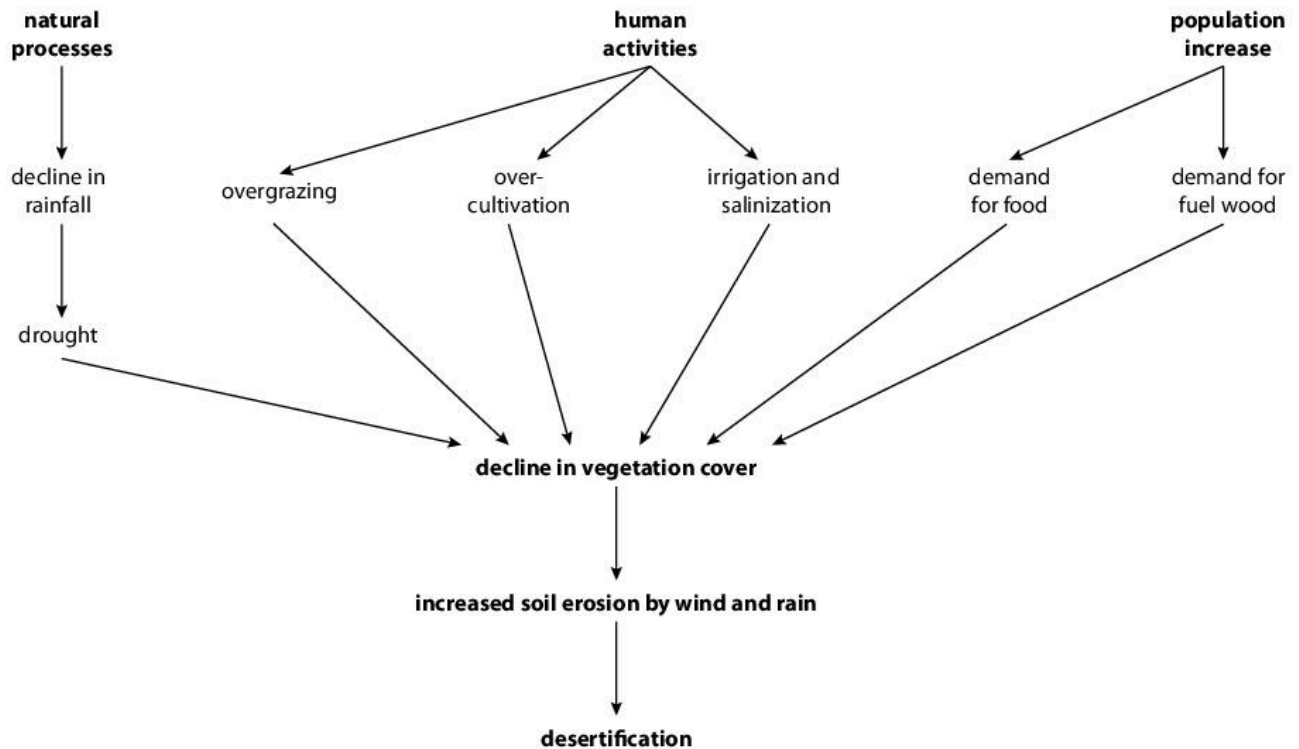 natural
processes
human
activities
population
increase
decline in
rainfall
overgrazing
over-
cultivation
irrigation and
salinization
demand
for food
demand for
fuel wood
drought
decline in vegetation cover
increased soil erosion by wind and rain
desertification